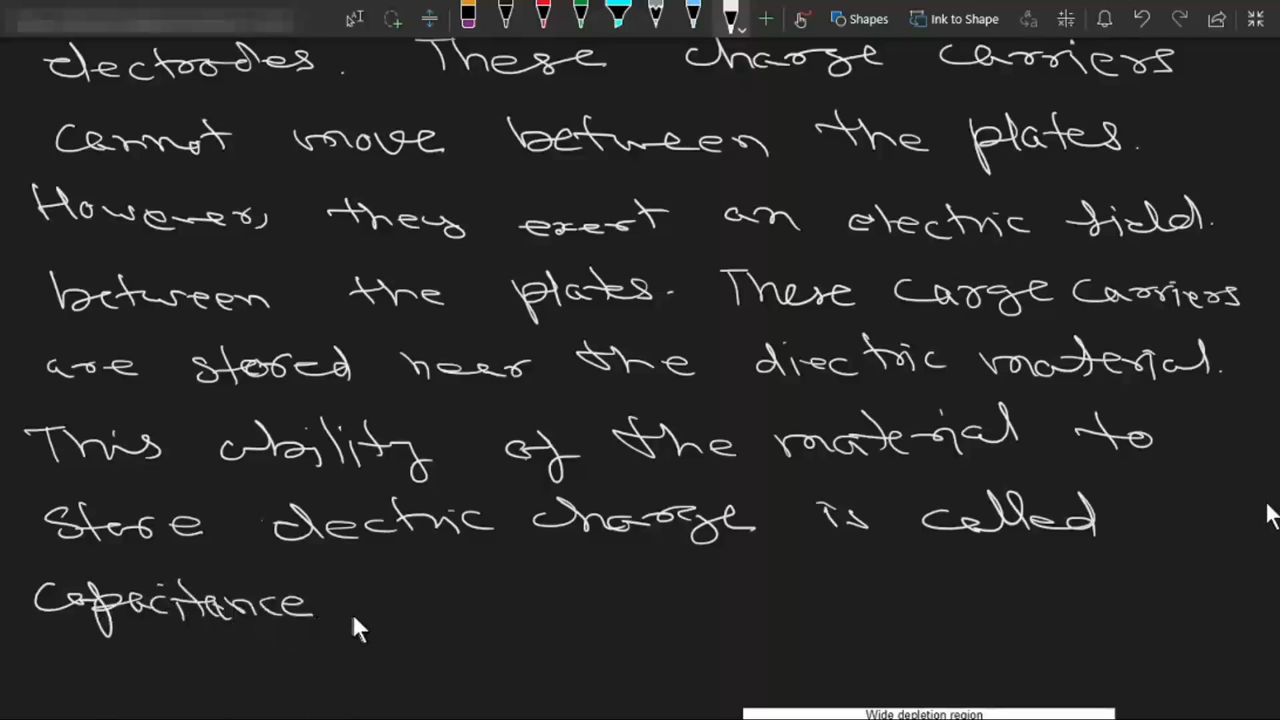 Shapes Ink to Shape
electrodes. These charge carriers
cannot move between the plates.
However, they exert an electric field.
between the plates. These carge carriers
are stored near the diectric material.
This ability of the material to
store electric charge is called
capacitance
Wide depletion region